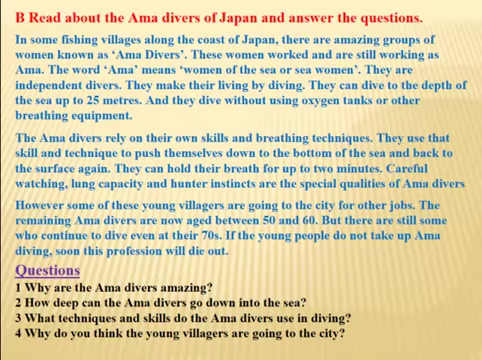 B Read about the Ama divers of Japan and answer the questions.
In some fishing villages along the coast of Japan, there are amazing groups of
women known as ‘Ama Divers’. These women worked and are still working as
Ama. The word ‘Ama’ means ‘women of the sea or sea women’. They are
independent divers. They make their living by diving. They can dive to the depth of
the sea up to 25 metres. And they dive without using oxygen tanks or other
breathing equipment.
The Ama divers rely on their own skills and breathing techniques. They use that
skill and technique to push themselves down to the bottom of the sea and back to
the surface again. They can hold their breath for up to two minutes. Careful
watching, lung capacity and hunter instincts are the special qualities of Ama divers
However some of these young villagers are going to the city for other jobs. The
remaining Ama divers are now aged between 50 and 60. But there are still some
who continue to dive even at their 70s. If the young people do not take up Ama
diving, soon this profession will die out.
Questions
1 Why are the Ama divers amazing?
2 How deep can the Ama divers go down into the sea?
3 What techniques and skills do the Ama divers use in diving?
4 Why do you think the young villagers are going to the city?